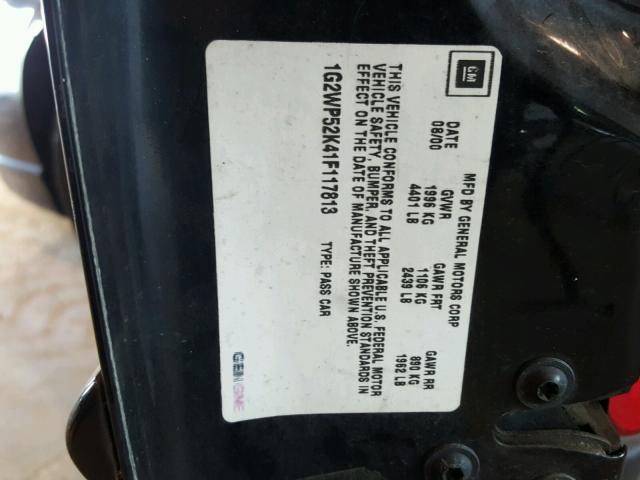 GM
DATE
08/00
MFD BY GENERAL MOTORS CORP
GVWR GAWR FRT GAWR RR
1996 KG 1106 KG 890 KG
4401 LB 2439 LB 1962 LB
THIS VEHICLE CONFORMS TO ALL APPLICABLE U.S. FEDERAL MOTOR
VEHICLE SAFETY, BUMPER, AND THEFT PREVENTION STANDARDS IN
EFFECT ON THE DATE OF MANUFACTURE SHOWN ABOVE.
1G2WP52K41F117813 TYPE: PASS CAR